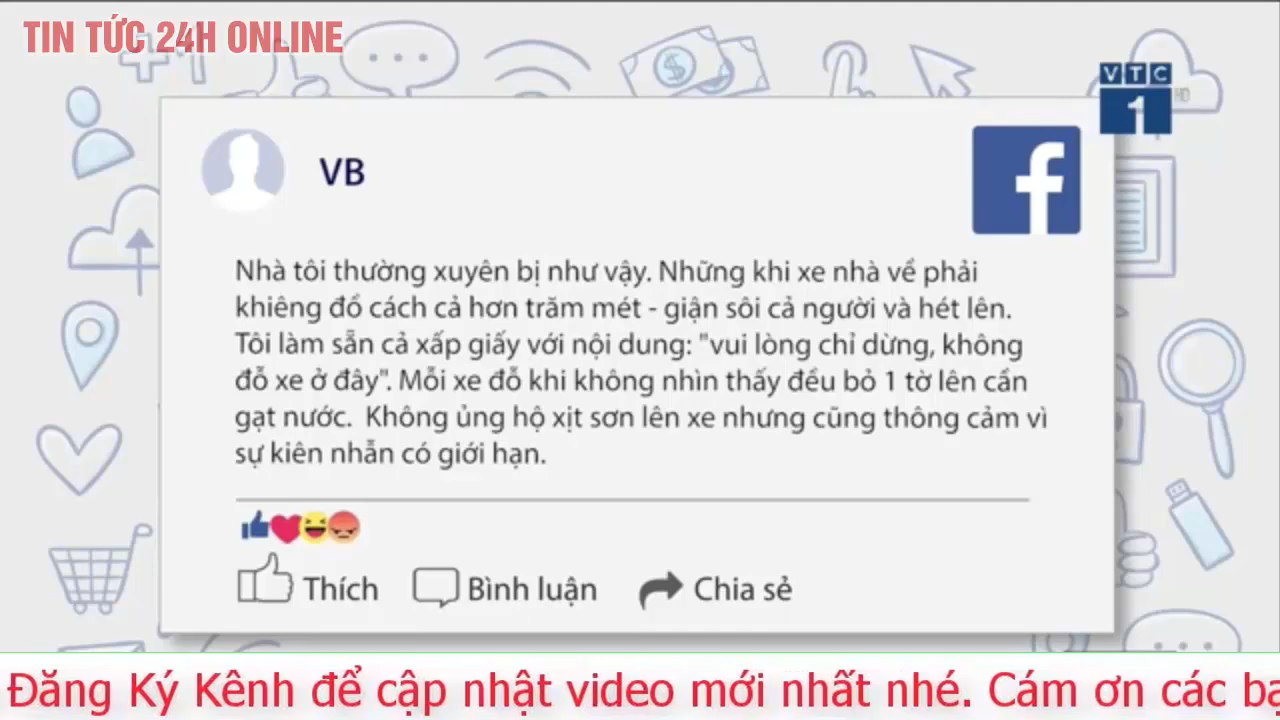 TIN TỨC 24H ONLINE
VTC
HD
1
VB
f
Nhà tôi thường xuyên bị như vậy. Những khi xe nhà về phải
khiêng đồ cách cả hơn trăm mét - giận sôi cả người và hét lên.
Tôi làm sẵn cả xấp giấy với nội dung: "vui lòng chỉ dừng, không
đỗ xe ở đây". Mỗi xe đỗ khi không nhìn thấy đều bỏ 1 tờ lên cần
gạt nước. Không ủng hộ xịt sơn lên xe nhưng cũng thông cảm vì
sự kiên nhẫn có giới hạn.
Thích Bình luận Chia sẻ
Đăng Ký Kênh để cập nhật video mới nhất nhé. Cám ơn các